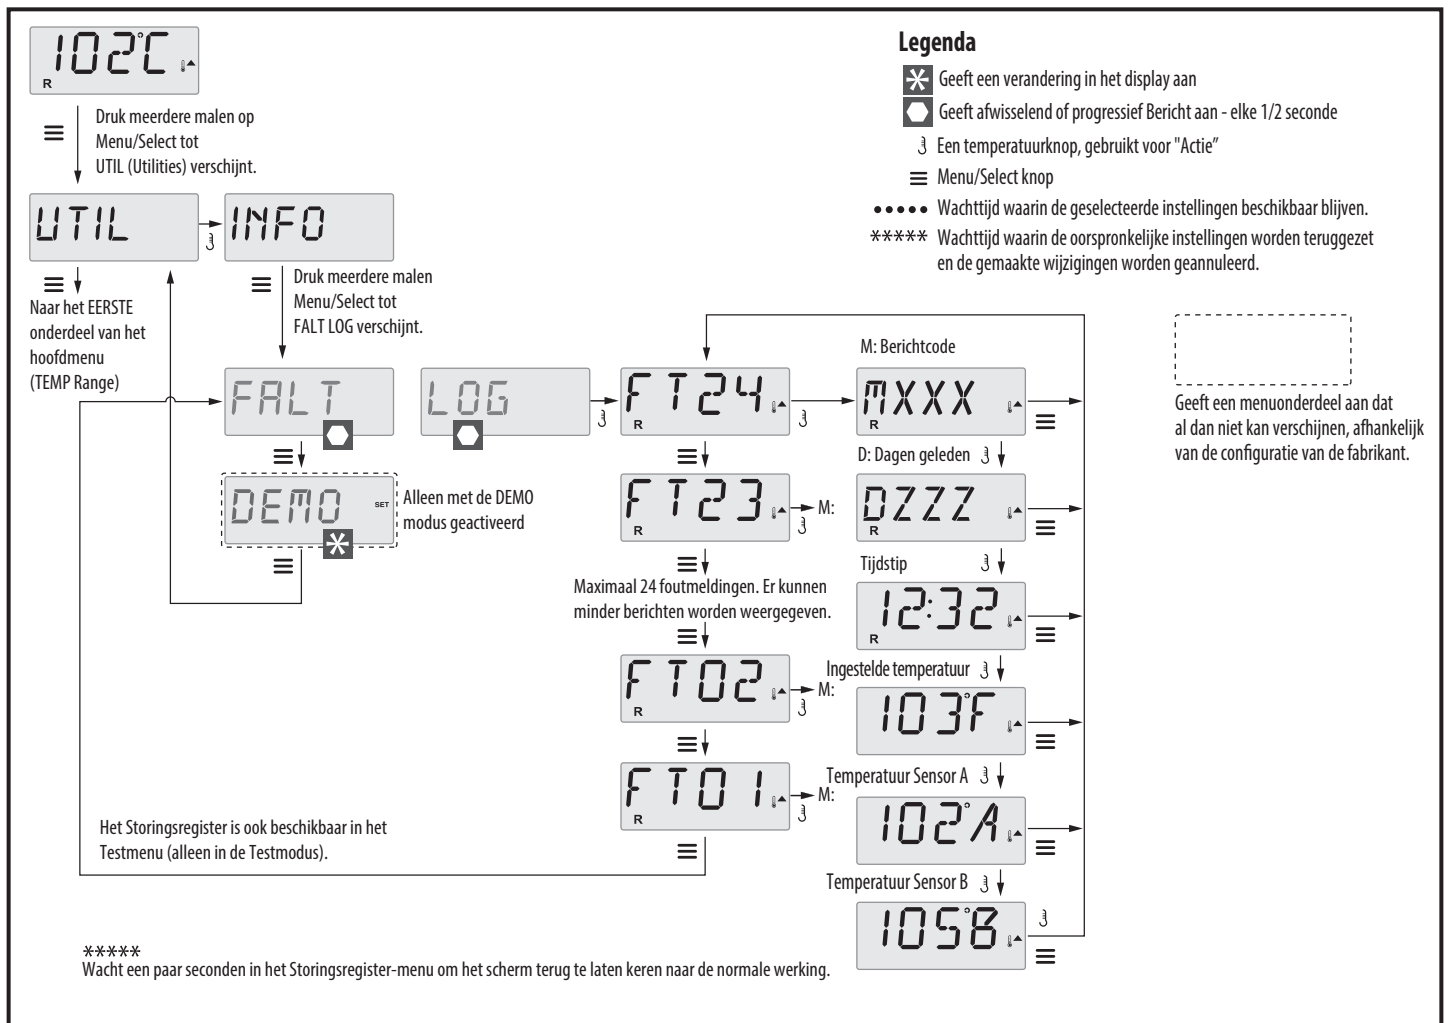 102°C
R
Druk meerdere malen op
Menu/Select tot
UTIL (Utilities) verschijnt.
Legenda
Geeft een verandering in het display aan
Geeft afwisselend of progressief Bericht aan - elke 1/2 seconde
Een temperatuurknop, gebruikt voor "Actie”
Menu/Select knop
••••• Wachttijd waarin de geselecteerde instellingen beschikbaar blijven.
***** Wachttijd waarin de oorspronkelijke instellingen worden teruggezet
en de gemaakte wijzigingen worden geannuleerd.
UTIL
INFO
Naar het EERSTE
onderdeel van het
hoofdmenu
(TEMP Range)
Druk meerdere malen
Menu/Select tot
FALT LOG verschijnt.
Geeft een menuonderdeel aan dat
al dan niet kan verschijnen, afhankelijk
van de configuratie van de fabrikant.
FALT
LOG
FT24
R
M: Berichtcode
MXXX
R
DEMO
SET
Alleen met de DEMO
modus geactiveerd
FT23
R
M:
D: Dagen geleden
DZZZ
R
Maximaal 24 foutmeldingen. Er kunnen
minder berichten worden weergegeven.
Tijdstip
12:32
R
FT02
R
M:
Ingestelde temperatuur
103°F
FT01
R
M:
Temperatuur Sensor A
102°A
Temperatuur Sensor B
105°B
Het Storingsregister is ook beschikbaar in het
Testmenu (alleen in de Testmodus).
*****
Wacht een paar seconden in het Storingsregister-menu om het scherm terug te laten keren naar de normale werking.